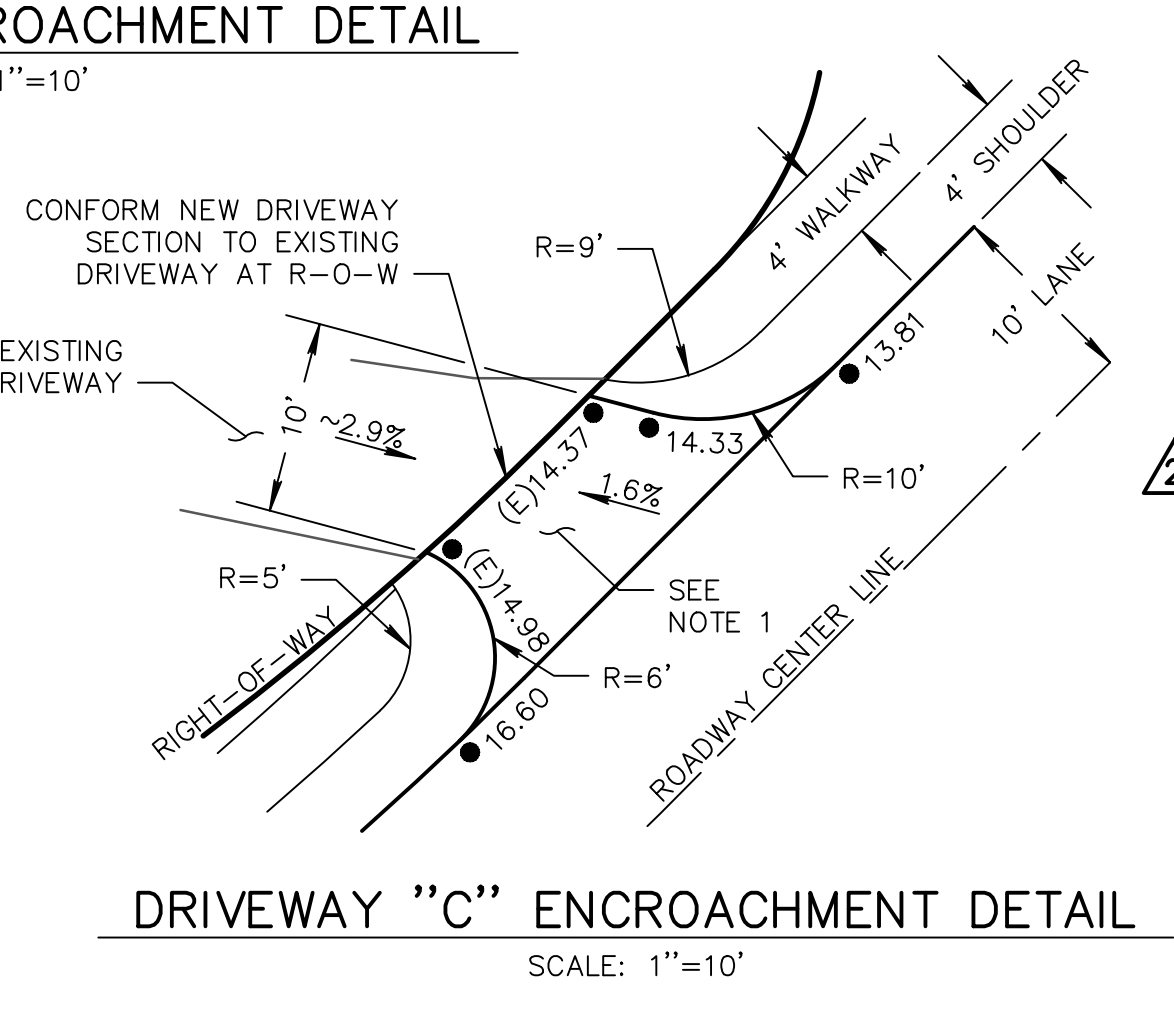 ROACHMENT DETAIL
1"=10'
CONFORM NEW DRIVEWAY
SECTION TO EXISTING
DRIVEWAY AT R-O-W
EXISTING
RIVEWAY
10'
~2.9%
R=9'
4' WALKWAY
4' SHOULDER
10' LANE
13.81
14.33
(E)14.37
1.6%
R=10'
2
(E)14.98
R=5'
SEE
NOTE 1
R=6'
16.60
RIGHT-OF-WAY
ROADWAY CENTER LINE
DRIVEWAY "C" ENCROACHMENT DETAIL
SCALE: 1"=10'